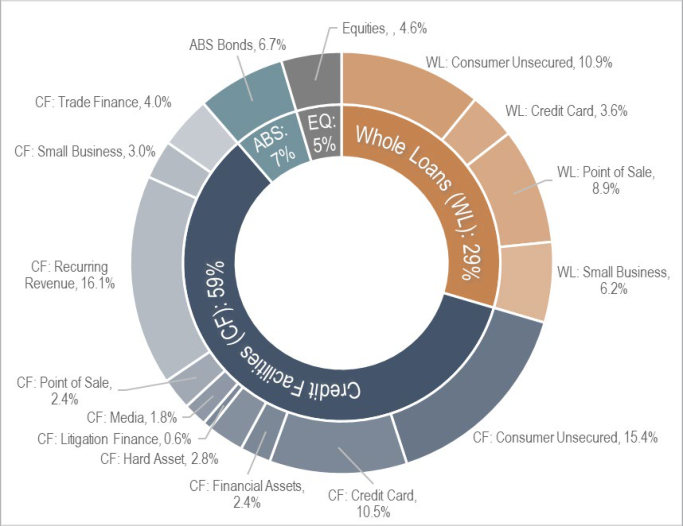 Equities, , 4.6%
ABS Bonds, 6.7%
WL: Consumer Unsecured, 10.9%
CF: Trade Finance, 4.0%
WL: Credit Card, 3.6%
CF: Small Business, 3.0%
WL: Point of Sale,
8.9%
CF: Recurring
Revenue, 16.1%
WL: Small Business,
6.2%
CF: Point of Sale,
2.4%
CF: Media, 1.8%
CF: Litigation Finance, 0.6%
CF: Hard Asset, 2.8%
CF: Financial Assets,
2.4%
CF: Credit Card,
10.5%
CF: Consumer Unsecured, 15.4%
ABS:
7%
EQ:
5%
Whole Loans (WL): 29%
Credit Facilities (CF): 59%